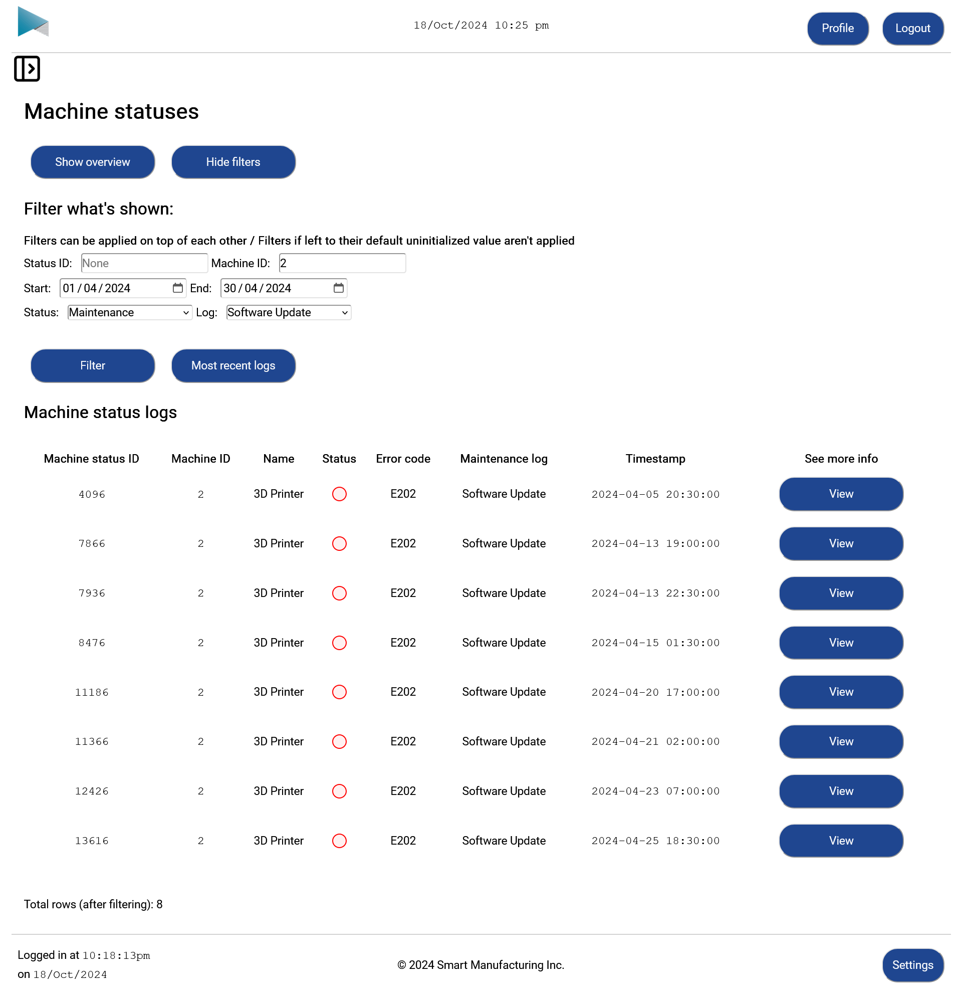 18/Oct/2024 10:25 pm
Profile
Logout
Machine statuses
Show overview
Hide filters
Filter what's shown:
Filters can be applied on top of each other / Filters if left to their default uninitialized value aren't applied
Status ID: None Machine ID: 2
Start: 01/04/2024 End: 30/04/2024
Status: Maintenance Log: Software Update
Filter
Most recent logs
Machine status logs
Machine status ID Machine ID Name Status Error code Maintenance log Timestamp See more info
4096 2 3D Printer E202 Software Update 2024-04-05 20:30:00 View
7866 2 3D Printer E202 Software Update 2024-04-13 19:00:00 View
7936 2 3D Printer E202 Software Update 2024-04-13 22:30:00 View
8476 2 3D Printer E202 Software Update 2024-04-15 01:30:00 View
11186 2 3D Printer E202 Software Update 2024-04-20 17:00:00 View
11366 2 3D Printer E202 Software Update 2024-04-21 02:00:00 View
12426 2 3D Printer E202 Software Update 2024-04-23 07:00:00 View
13616 2 3D Printer E202 Software Update 2024-04-25 18:30:00 View
Total rows (after filtering): 8
Logged in at 10:18:13pm
on 18/Oct/2024
© 2024 Smart Manufacturing Inc.
Settings